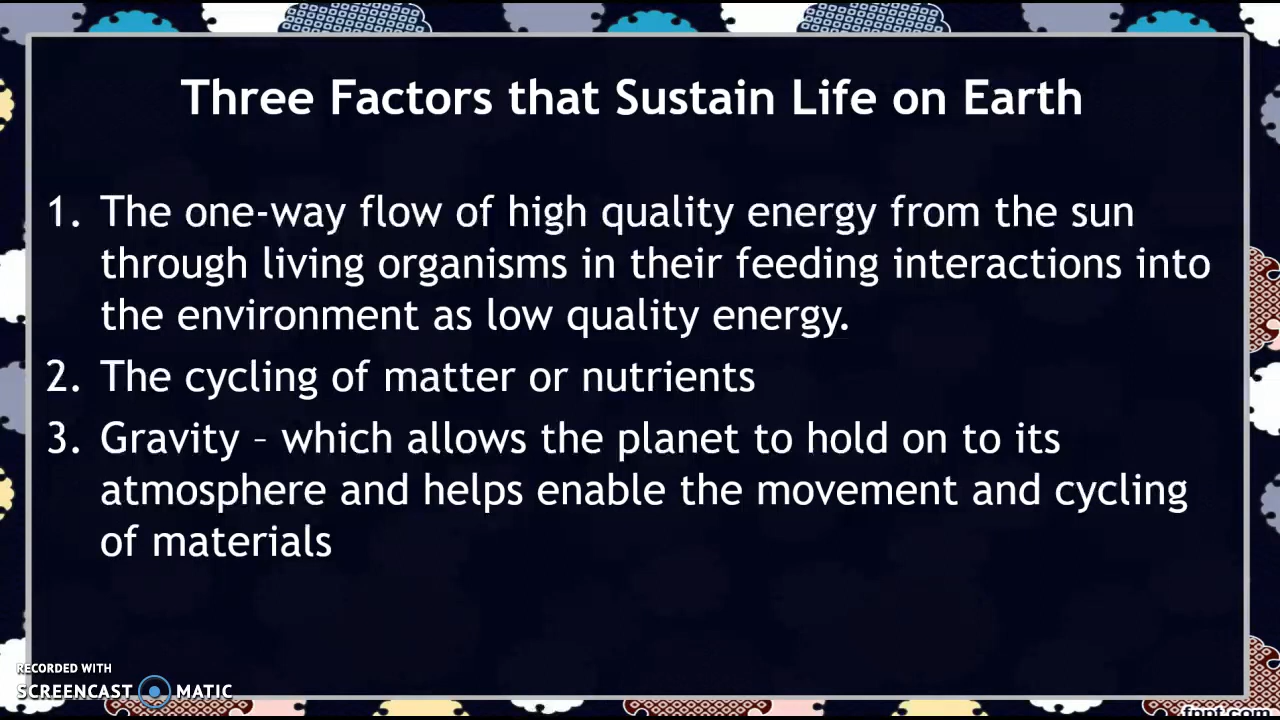 Three Factors that Sustain Life on Earth
1. The one-way flow of high quality energy from the sun
through living organisms in their feeding interactions into
the environment as low quality energy.
2. The cycling of matter or nutrients
3. Gravity – which allows the planet to hold on to its
atmosphere and helps enable the movement and cycling
of materials
RECORDED WITH
SCREENCAST MATIC
fppt.com